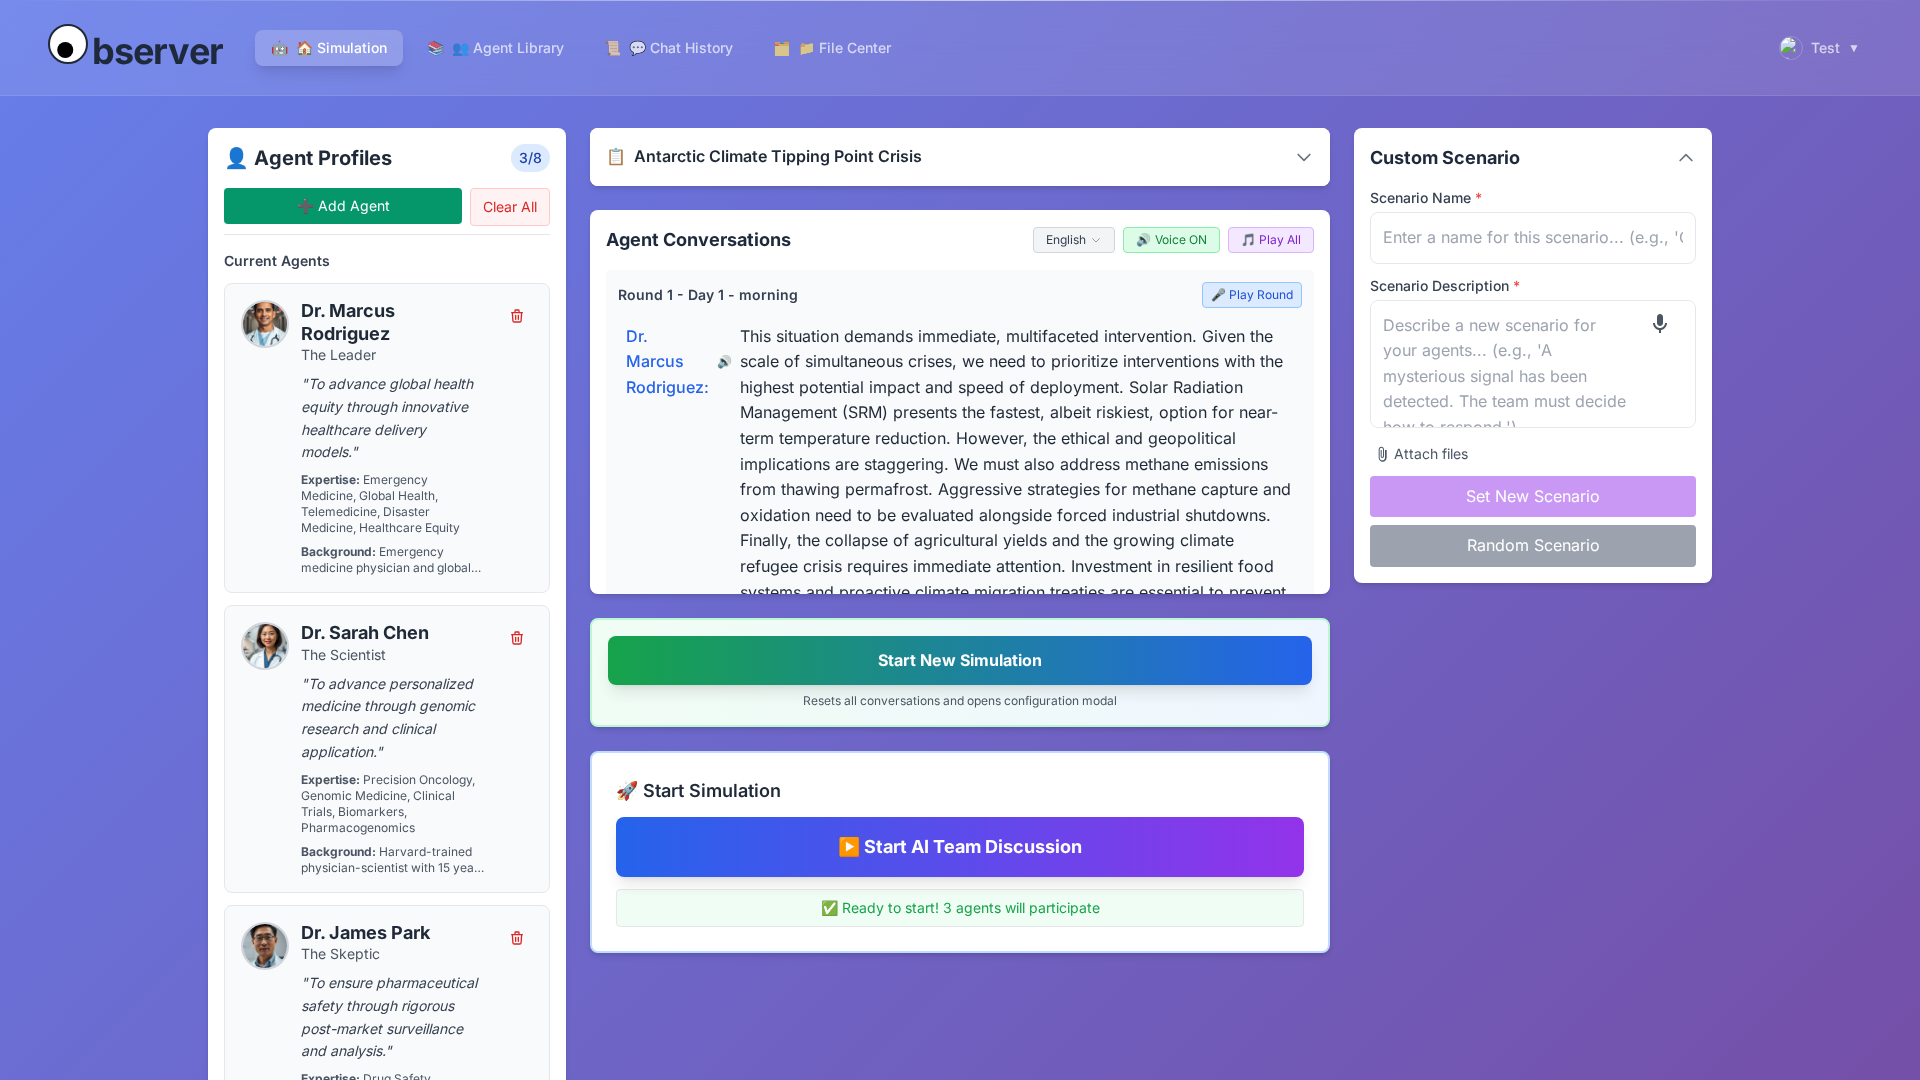 bserver
🤖 🏠 Simulation
📚 👥 Agent Library
📜 💬 Chat History
🗂️ 📁 File Center
Test ▼
👤 Agent Profiles
3/8
➕ Add Agent
Clear All
Current Agents
Dr. Marcus
Rodriguez
The Leader
"To advance global health
equity through innovative
healthcare delivery
models."
Expertise: Emergency
Medicine, Global Health,
Telemedicine, Disaster
Medicine, Healthcare Equity
Background: Emergency
medicine physician and global...
Dr. Sarah Chen
The Scientist
"To advance personalized
medicine through genomic
research and clinical
application."
Expertise: Precision Oncology,
Genomic Medicine, Clinical
Trials, Biomarkers,
Pharmacogenomics
Background: Harvard-trained
physician-scientist with 15 yea...
Dr. James Park
The Skeptic
"To ensure pharmaceutical
safety through rigorous
post-market surveillance
and analysis."
Expertise: Drug Safety,
📋 Antarctic Climate Tipping Point Crisis
Agent Conversations
English
🔊 Voice ON
🎵 Play All
Round 1 - Day 1 - morning
🎤 Play Round
Dr.
Marcus
Rodriguez:
🔊
This situation demands immediate, multifaceted intervention. Given the
scale of simultaneous crises, we need to prioritize interventions with the
highest potential impact and speed of deployment. Solar Radiation
Management (SRM) presents the fastest, albeit riskiest, option for near-
term temperature reduction. However, the ethical and geopolitical
implications are staggering. We must also address methane emissions
from thawing permafrost. Aggressive strategies for methane capture and
oxidation need to be evaluated alongside forced industrial shutdowns.
Finally, the collapse of agricultural yields and the growing climate
refugee crisis requires immediate attention. Investment in resilient food
systems and proactive climate migration treaties are essential to prevent
Start New Simulation
Resets all conversations and opens configuration modal
🚀 Start Simulation
▶️ Start AI Team Discussion
✅ Ready to start! 3 agents will participate
Custom Scenario
Scenario Name *
Enter a name for this scenario... (e.g., '
Scenario Description *
Describe a new scenario for
your agents... (e.g., 'A
mysterious signal has been
detected. The team must decide
how to respond.')
Attach files
Set New Scenario
Random Scenario